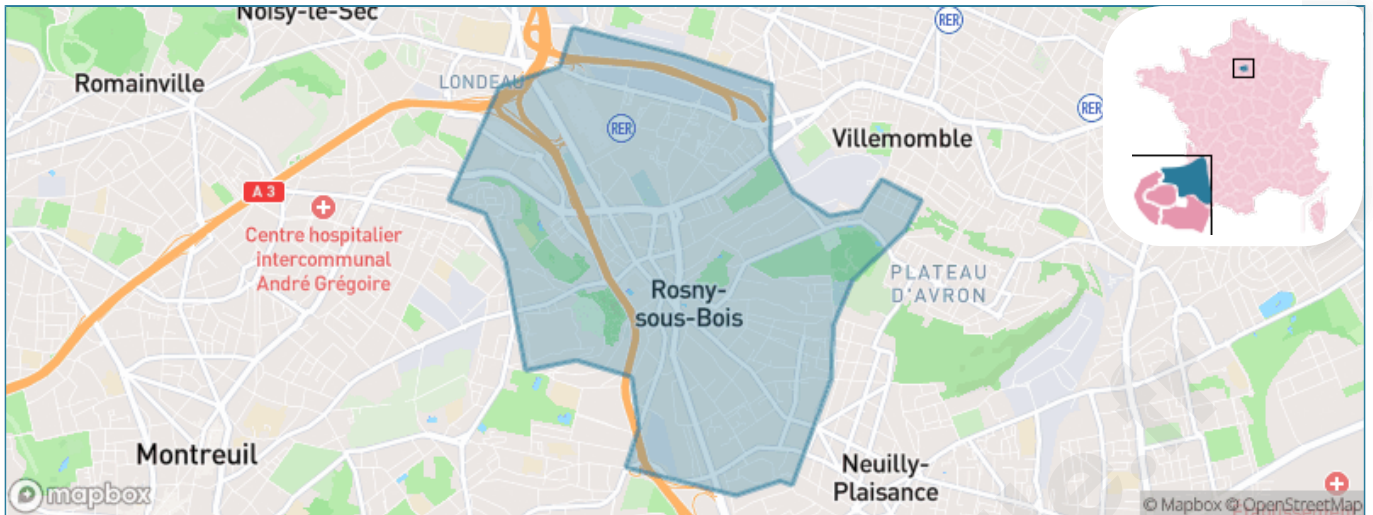 Noisy-le-Sec
RER
Romainville
LONDEAU
RER
RER
Villemomble
A 3
Centre hospitalier
intercommunal
André Grégoire
PLATEAU
D'AVRON
Rosny-
sous-Bois
Montreuil
Neuilly-
Plaisance
mapbox
© Mapbox © OpenStreetMap